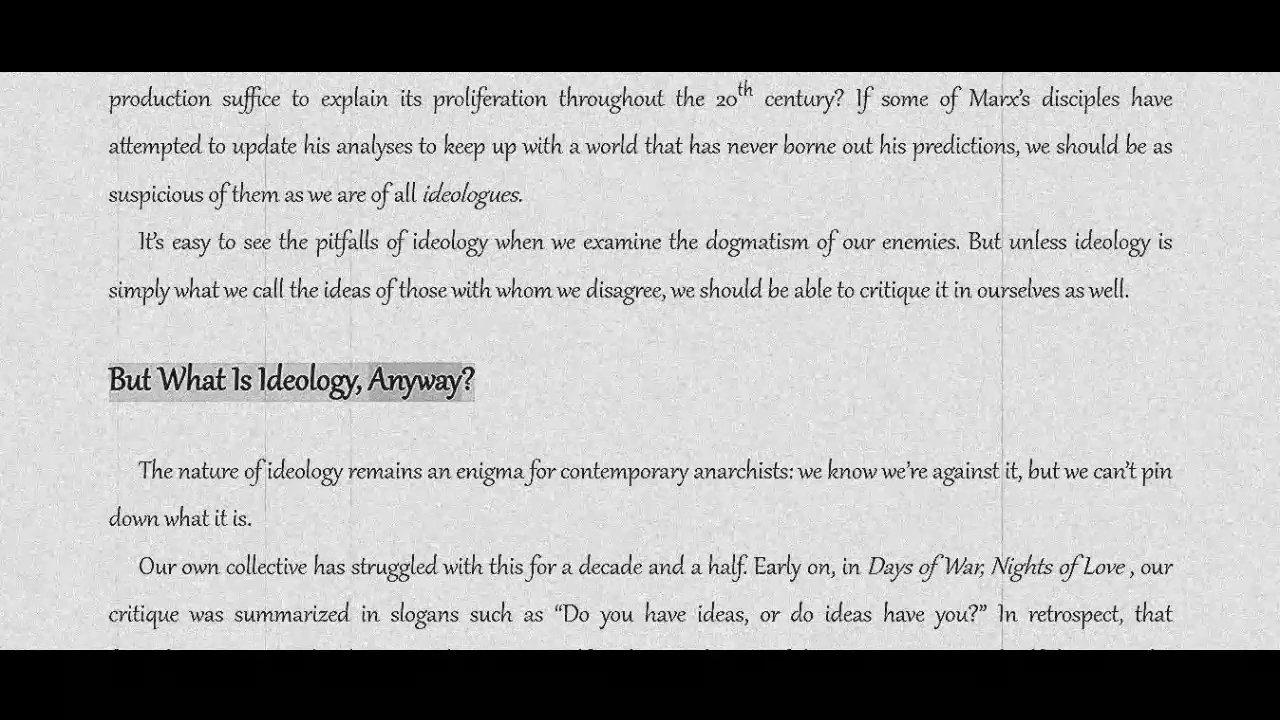 production suffice to explain its proliferation throughout the 20th century? If some of Marx's disciples have
attempted to update his analyses to keep up with a world that has never borne out his predictions, we should be as
suspicious of them as we are of all ideologues.
It's easy to see the pitfalls of ideology when we examine the dogmatism of our enemies. But unless ideology is
simply what we call the ideas of those with whom we disagree, we should be able to critique it in ourselves as well.
But What Is Ideology, Anyway?
The nature of ideology remains an enigma for contemporary anarchists: we know we're against it, but we can't pin
down what it is.
Our own collective has struggled with this for a decade and a half. Early on, in Days of War, Nights of Love , our
critique was summarized in slogans such as “Do you have ideas, or do ideas have you?” In retrospect, that